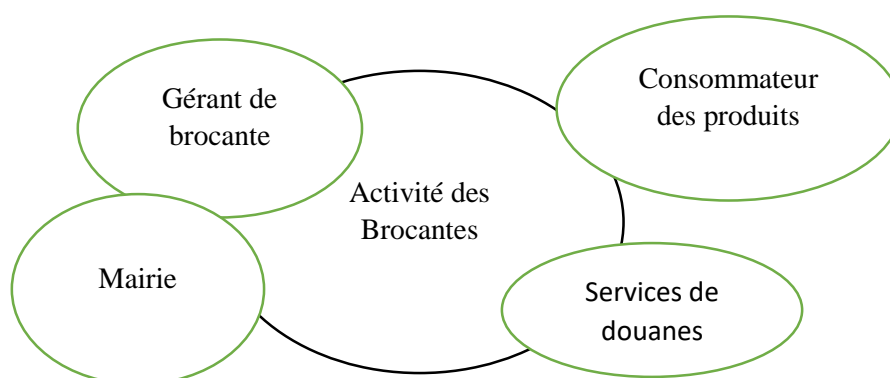 Gérant de
brocante
Consommateur
des produits
Activité des
Brocantes
Mairie
Services de
douanes